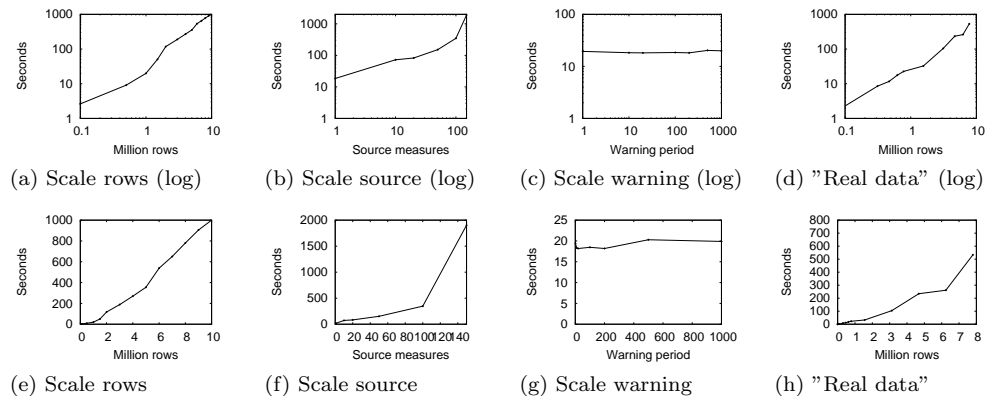 Seconds
1000
100
10
1
0.1 1 10
Million rows
(a) Scale rows (log)
Seconds
1000
100
10
1
1 10 100
Source measures
(b) Scale source (log)
Seconds
100
10
1
1 10 100 1000
Warning period
(c) Scale warning (log)
Seconds
1000
100
10
1
0.1 1 10
Million rows
(d) "Real data" (log)
Seconds
1000
800
600
400
200
0
0 2 4 6 8 10
Million rows
(e) Scale rows
Seconds
2000
1500
1000
500
0
0 20 40 60 80 100 120 140
Source measures
(f) Scale source
Seconds
25
20
15
10
5
0
0 200 400 600 800 1000
Warning period
(g) Scale warning
Seconds
800
700
600
500
400
300
200
100
0
0 1 2 3 4 5 6 7 8
Million rows
(h) "Real data"